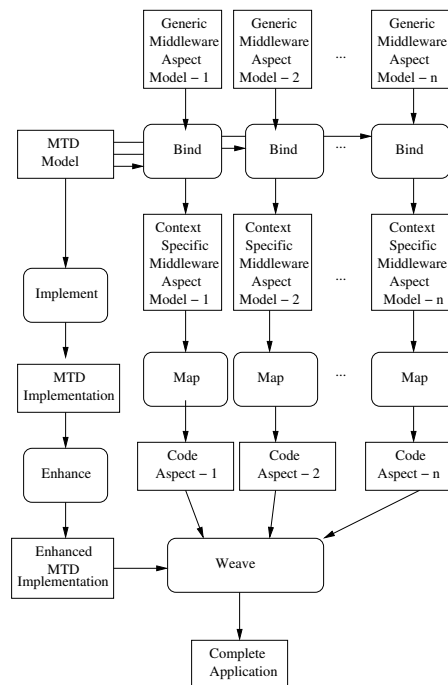 Generic
Middleware
Aspect
Model − 1
Generic
Middleware
Aspect
Model − 2
...
Generic
Middleware
Aspect
Model − n
MTD
Model
Bind
Bind
...
Bind
Context
Specific
Middleware
Aspect
Model − 1
Context
Specific
Middleware
Aspect
Model − 2
...
Context
Specific
Middleware
Aspect
Model − n
Implement
MTD
Implementation
Map
Map
...
Map
Enhance
Code
Aspect − 1
Code
Aspect − 2
Code
Aspect − n
Enhanced
MTD
Implementation
Weave
Complete
Application